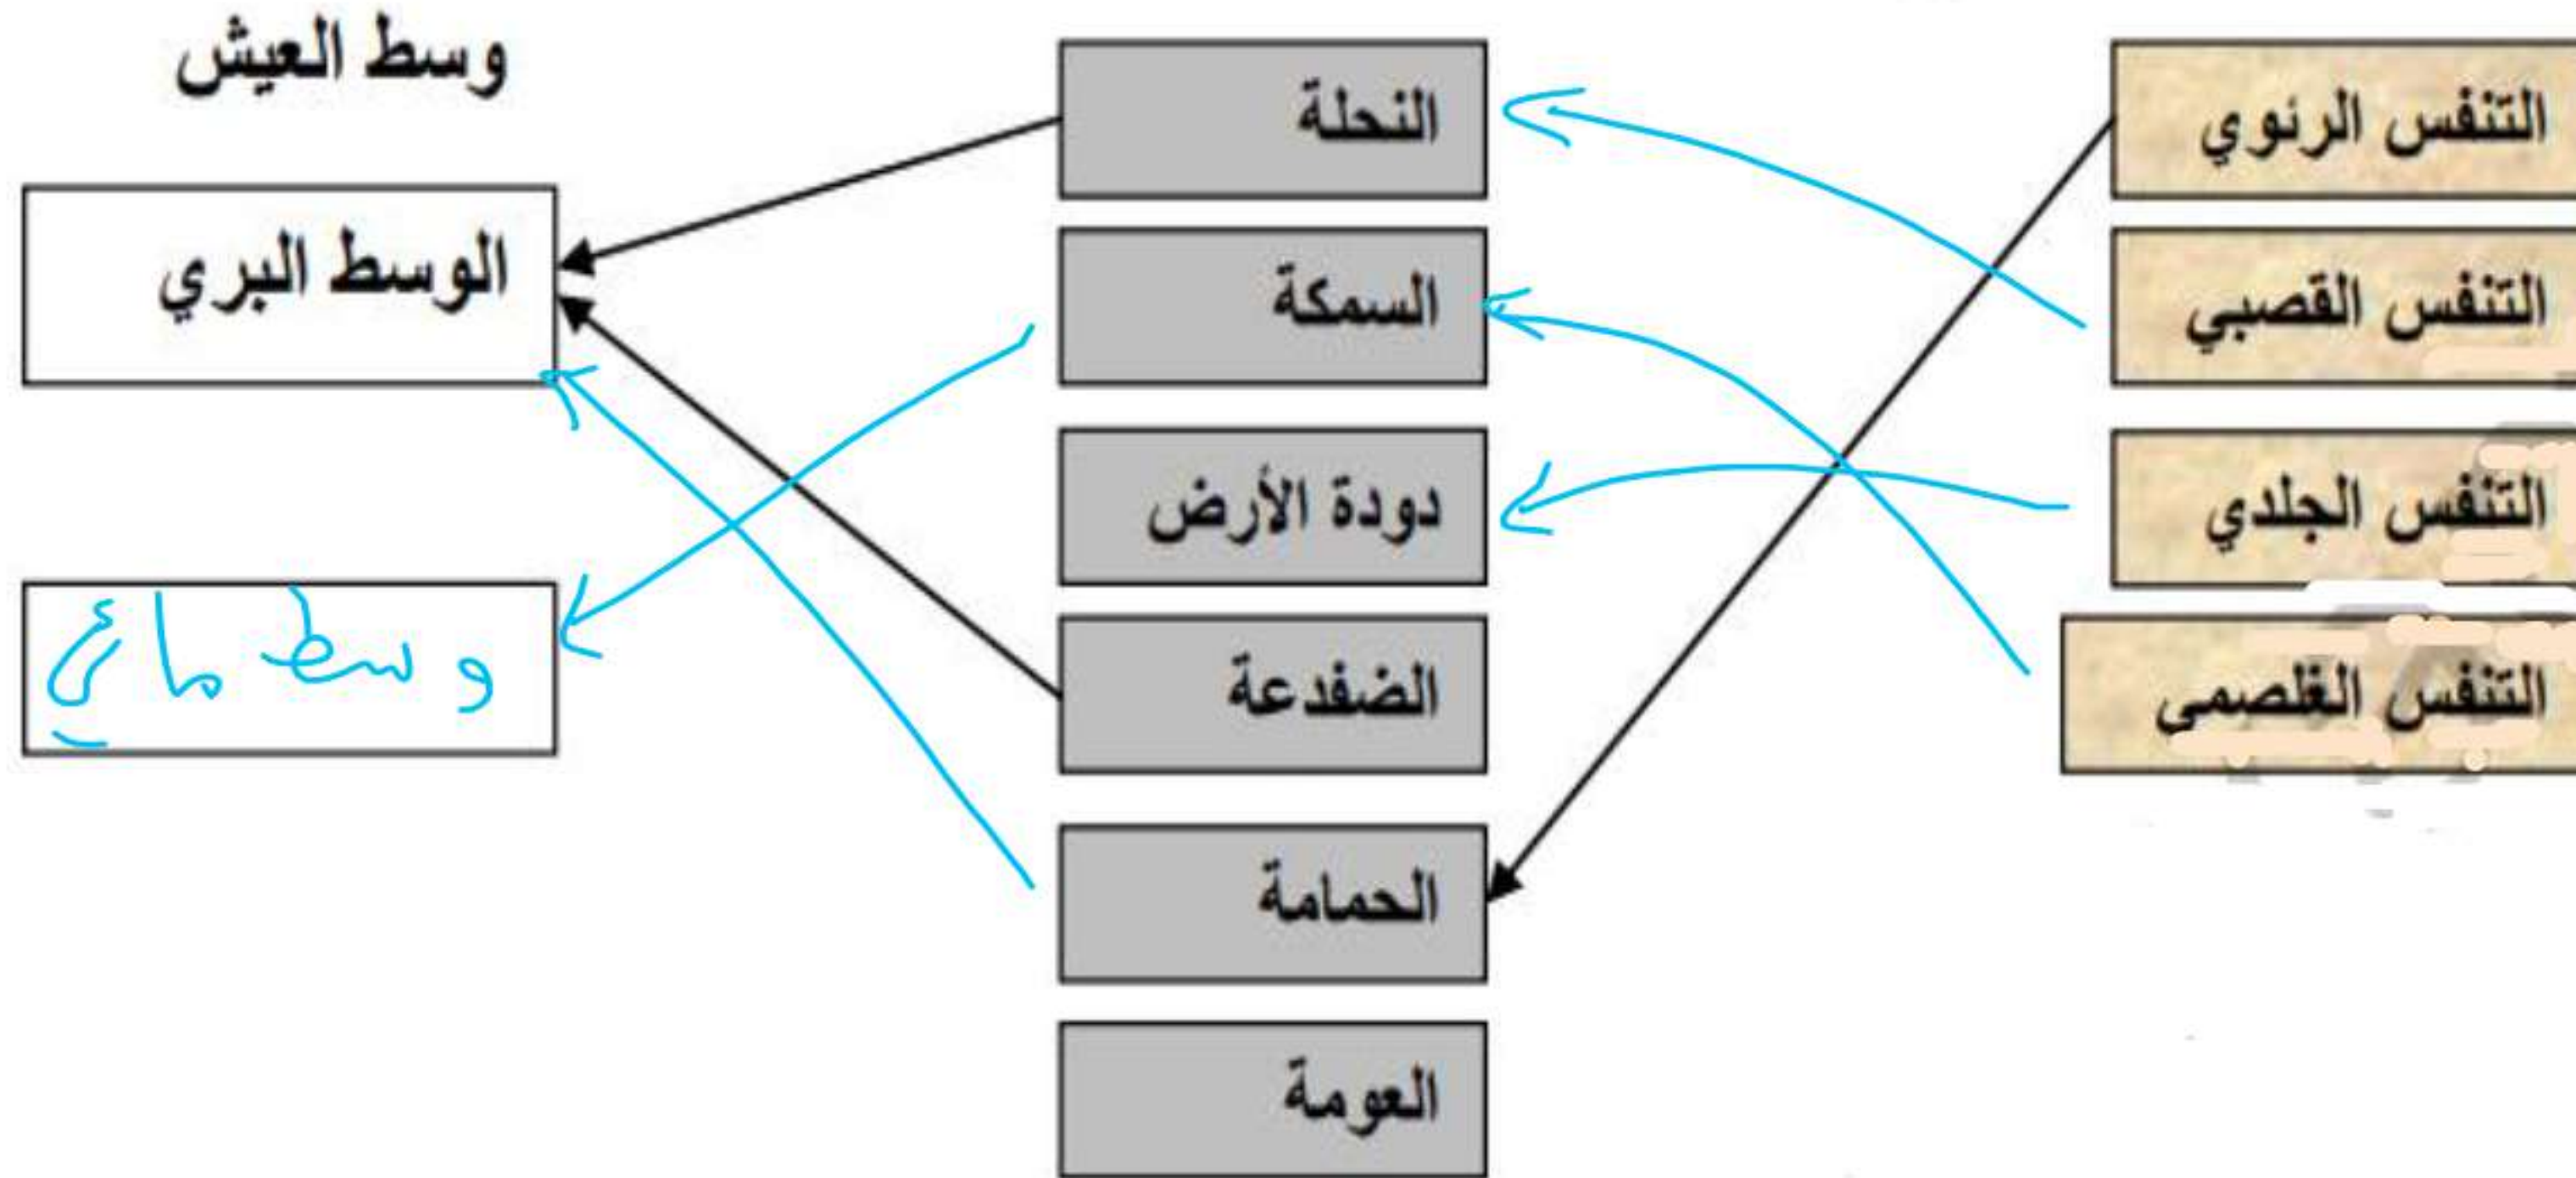 وسط العيش
التنفس الرئوي
النحلة
الوسط البري
التنفس القصبي
السمكة
التنفس الجلدي
دودة الأرض
التنفس الغلصمي
الضفدعة
وسط مائي
الحمامة
العومة